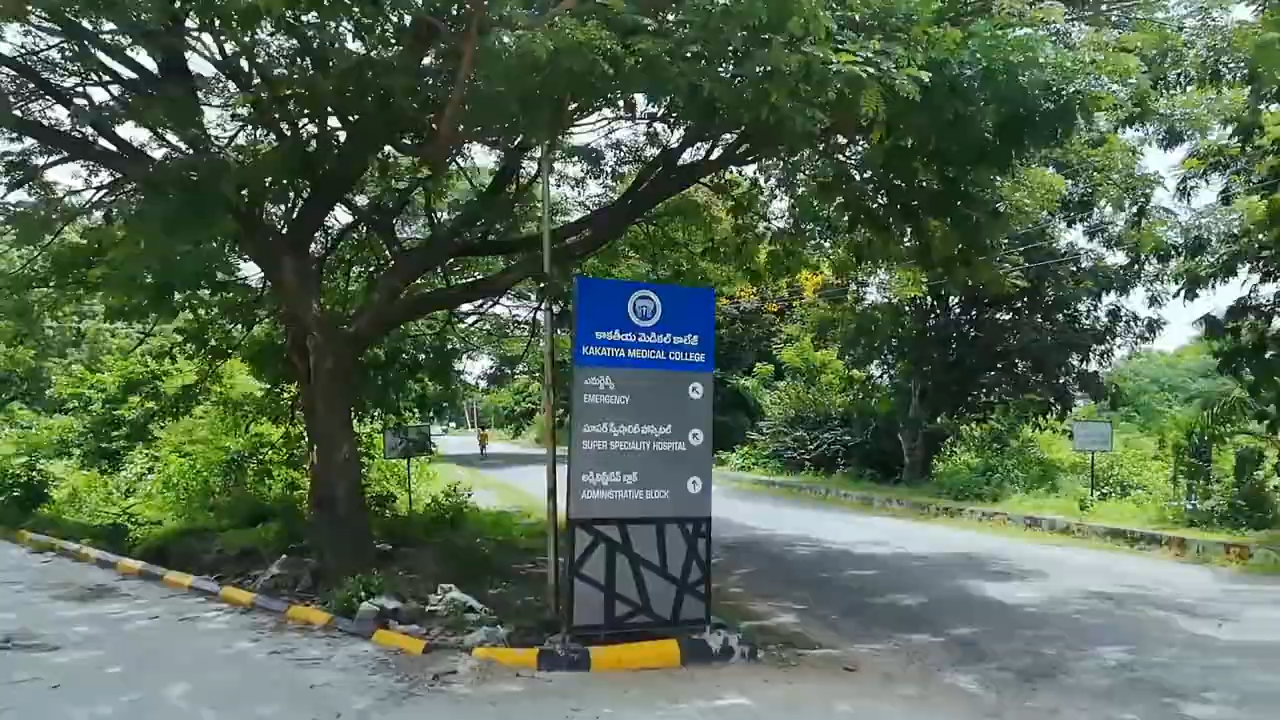 కాకతీయ మెడికల్ కాలేజీ
KAKATIYA MEDICAL COLLEGE
ఎమర్జెన్సీ
EMERGENCY
సూపర్ స్పెషాలిటీ హాస్పిటల్
SUPER SPECIALITY HOSPITAL
అడ్మినిస్ట్రేటివ్ బ్లాక్
ADMINISTRATIVE BLOCK